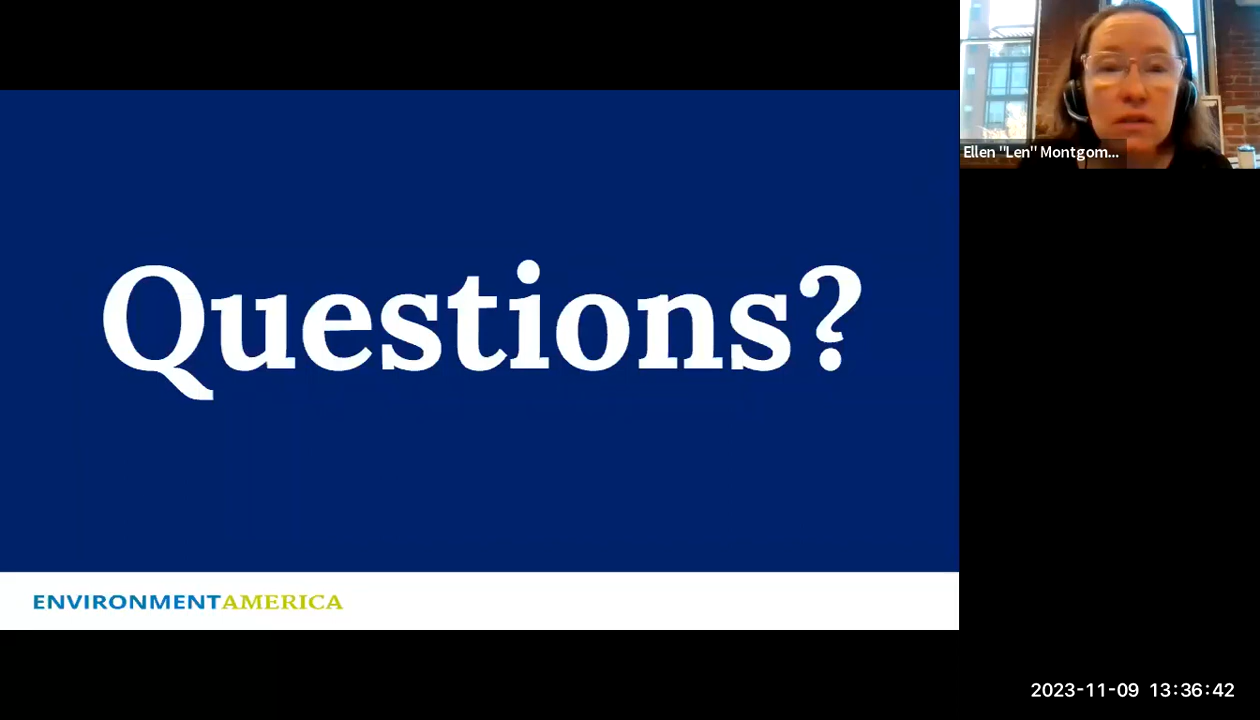 Ellen "Len" Montgom...
Questions?
ENVIRONMENTAMERICA
2023-11-09 13:36:42